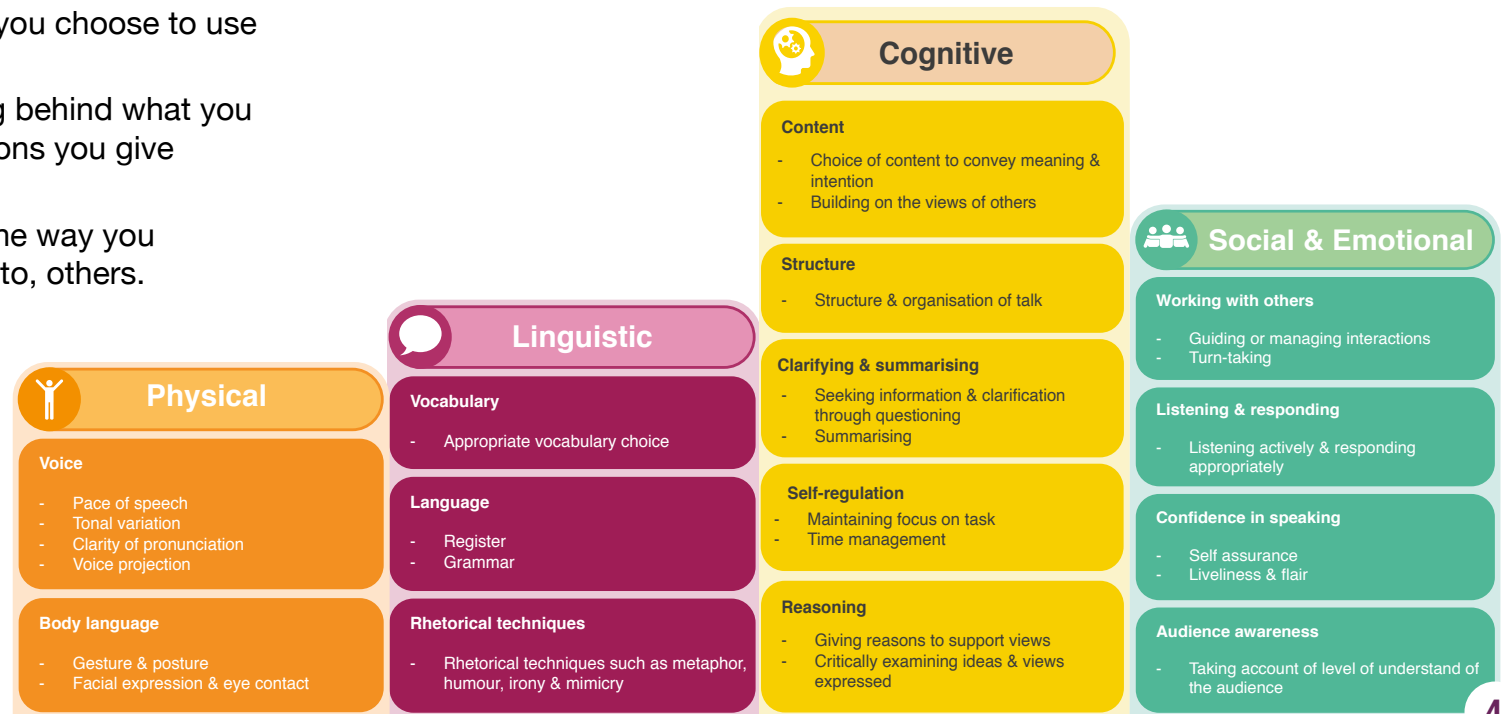 you choose to use
behind what you
ons you give
way you
to, others.
Physical
Voice
- Pace of speech
- Tonal variation
- Clarity of pronunciation
- Voice projection
Body language
- Gesture & posture
- Facial expression & eye contact
Linguistic
Vocabulary
- Appropriate vocabulary choice
Language
- Register
- Grammar
Rhetorical techniques
- Rhetorical techniques such as metaphor,
humour, irony & mimicry
Cognitive
Content
- Choice of content to convey meaning &
intention
- Building on the views of others
Structure
- Structure & organisation of talk
Clarifying & summarising
- Seeking information & clarification
through questioning
- Summarising
Self-regulation
- Maintaining focus on task
- Time management
Reasoning
- Giving reasons to support views
- Critically examining ideas & views
expressed
Social & Emotional
Working with others
- Guiding or managing interactions
- Turn-taking
Listening & responding
- Listening actively & responding
appropriately
Confidence in speaking
- Self assurance
- Liveliness & flair
Audience awareness
- Taking account of level of understand of
the audience
4